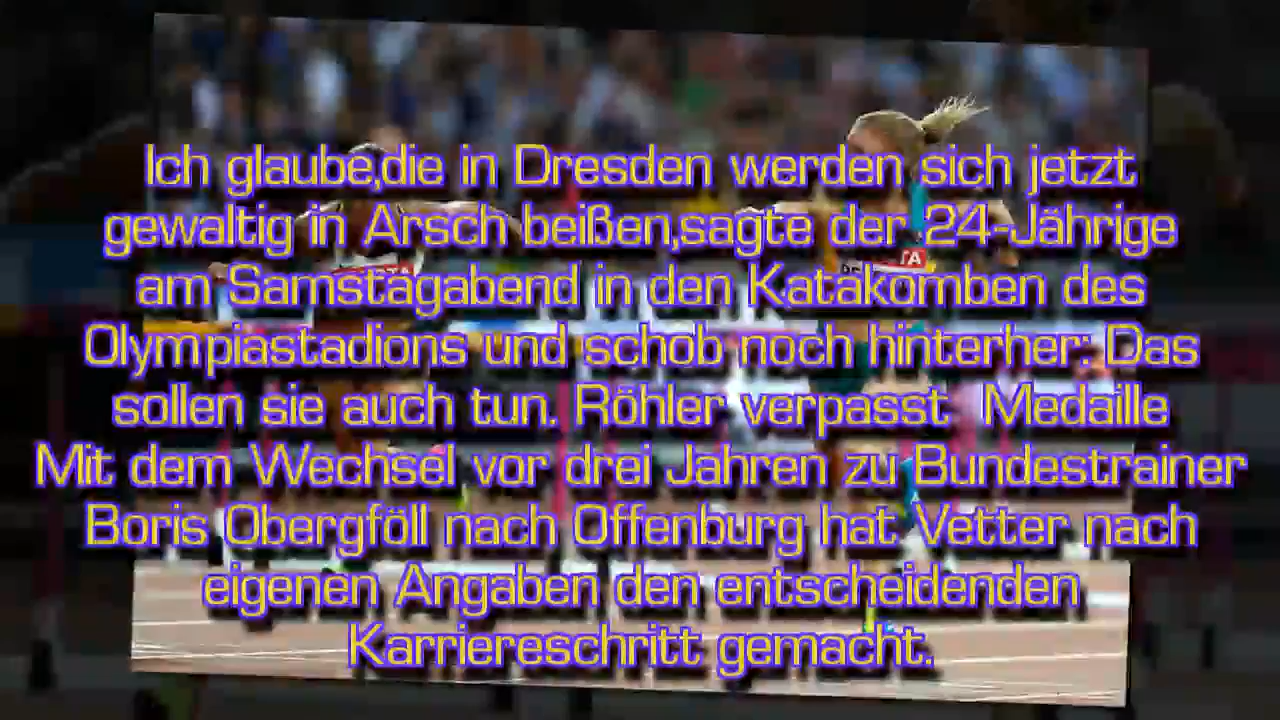 Ich glaube,die in Dresden werden sich jetzt
gewaltig in Arsch beißen,sagte der 24-Jährige
am Samstagabend in den Katakomben des
Olympiastadions und schob noch hinterher: Das
sollen sie auch tun. Röhler verpasst  Medaille
Mit dem Wechsel vor drei Jahren zu Bundestrainer
Boris Obergföll nach Offenburg hat Vetter nach
eigenen Angaben den entscheidenden
Karriereschritt gemacht.